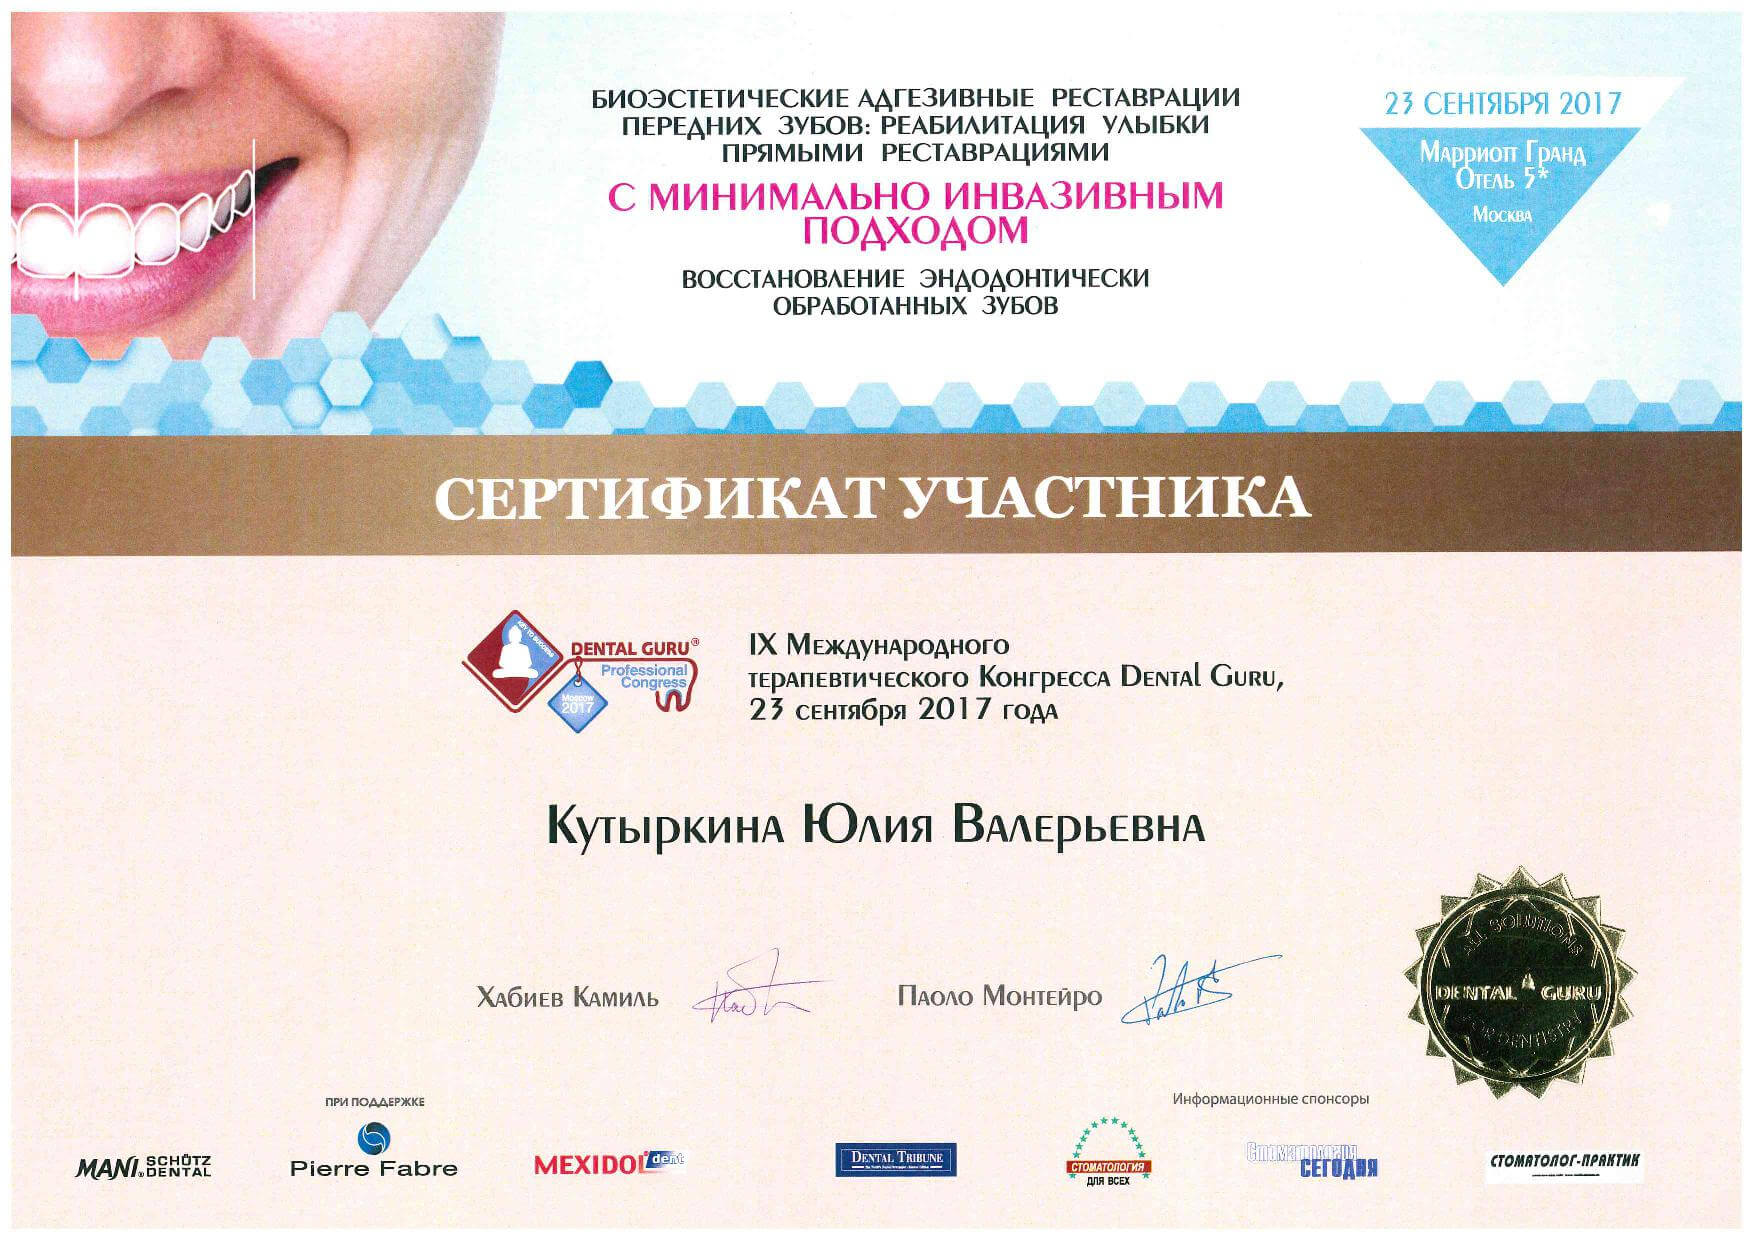 БИОЭСТЕТИЧЕСКИЕ АДГЕЗИВНЫЕ РЕСТАВРАЦИИ
ПЕРЕДНИХ ЗУБОВ: РЕАБИЛИТАЦИЯ УЛЫБКИ
ПРЯМЫМИ РЕСТАВРАЦИЯМИ
С МИНИМАЛЬНО ИНВАЗИВНЫМ
ПОДХОДОМ
ВОССТАНОВЛЕНИЕ ЭНДОДОНТИЧЕСКИ
ОБРАБОТАННЫХ ЗУБОВ
23 СЕНТЯБРЯ 2017
Марриотт Гранд
Отель 5*
Москва
СЕРТИФИКАТ УЧАСТНИКА
KEY TO SUCCESS
DENTAL GURU®
Professional
Congress
Moscow
2017
IX Международного
терапевтического Конгресса Dental Guru,
23 сентября 2017 года
Кутыркина Юлия Валерьевна
Хабиев Камиль
Паоло Монтейро
ALL SOLUTIONS
DENTAL GURU
FOR DENTISTRY
ПРИ ПОДДЕРЖКЕ
Информационные спонсоры
MANI® SCHÜTZ
DENTAL
Pierre Fabre
MEXIDOL dent
DENTAL TRIBUNE
СТОМАТОЛОГИЯ
ДЛЯ ВСЕХ
Стоматология
СЕГОДНЯ
СТОМАТОЛОГ-ПРАКТИК